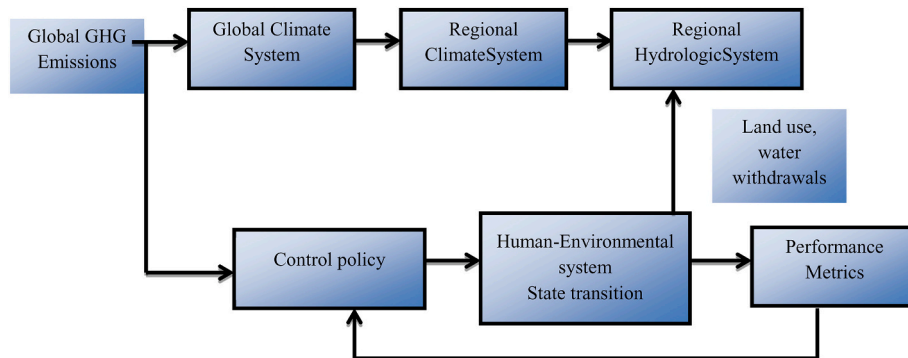 Global GHG
Emissions
Global Climate
System
Regional
ClimateSystem
Regional
HydrologicSystem
Land use,
water
withdrawals
Control policy
Human-Environmental
system
State transition
Performance
Metrics